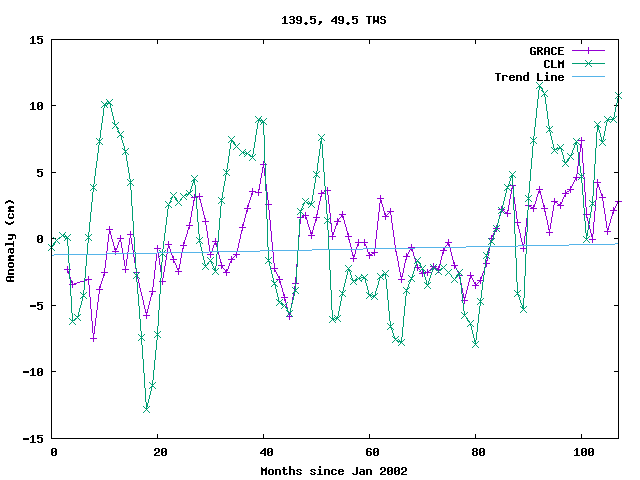 139.5, 49.5 TWS
GRACE
CLM
Trend Line
15
10
5
0
-5
-10
-15
Anomaly (cm)
0 20 40 60 80 100
Months since Jan 2002